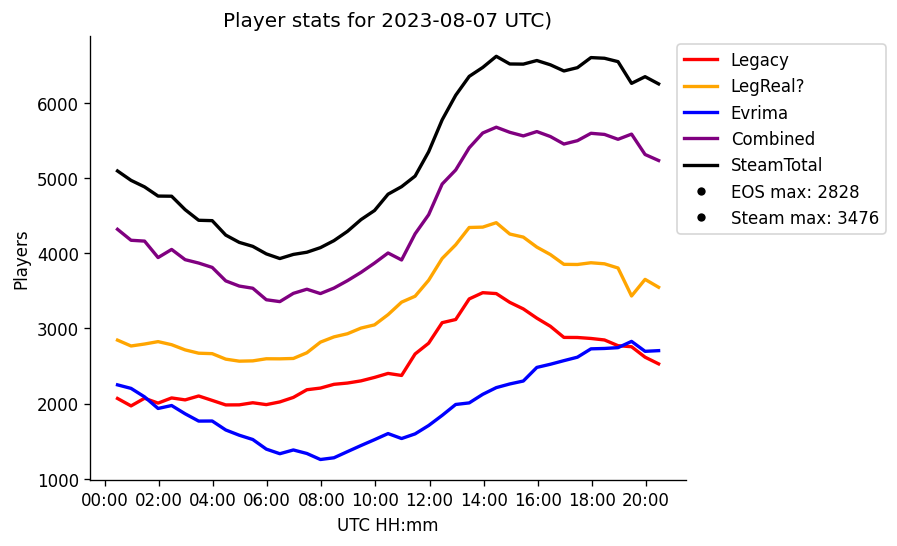 Player stats for 2023-08-07 UTC)
Legacy
LegReal?
Evrima
Combined
SteamTotal
EOS max: 2828
Steam max: 3476
Players
6000
5000
4000
3000
2000
1000
00:00 02:00 04:00 06:00 08:00 10:00 12:00 14:00 16:00 18:00 20:00
UTC HH:mm